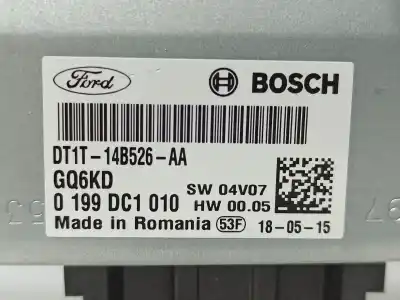 Ford
BOSCH
DT1T-14B526-AA
GQ6KD
SW 04V07
0 199 DC1 010
HW 00.05
Made in Romania 53F 18-05-15